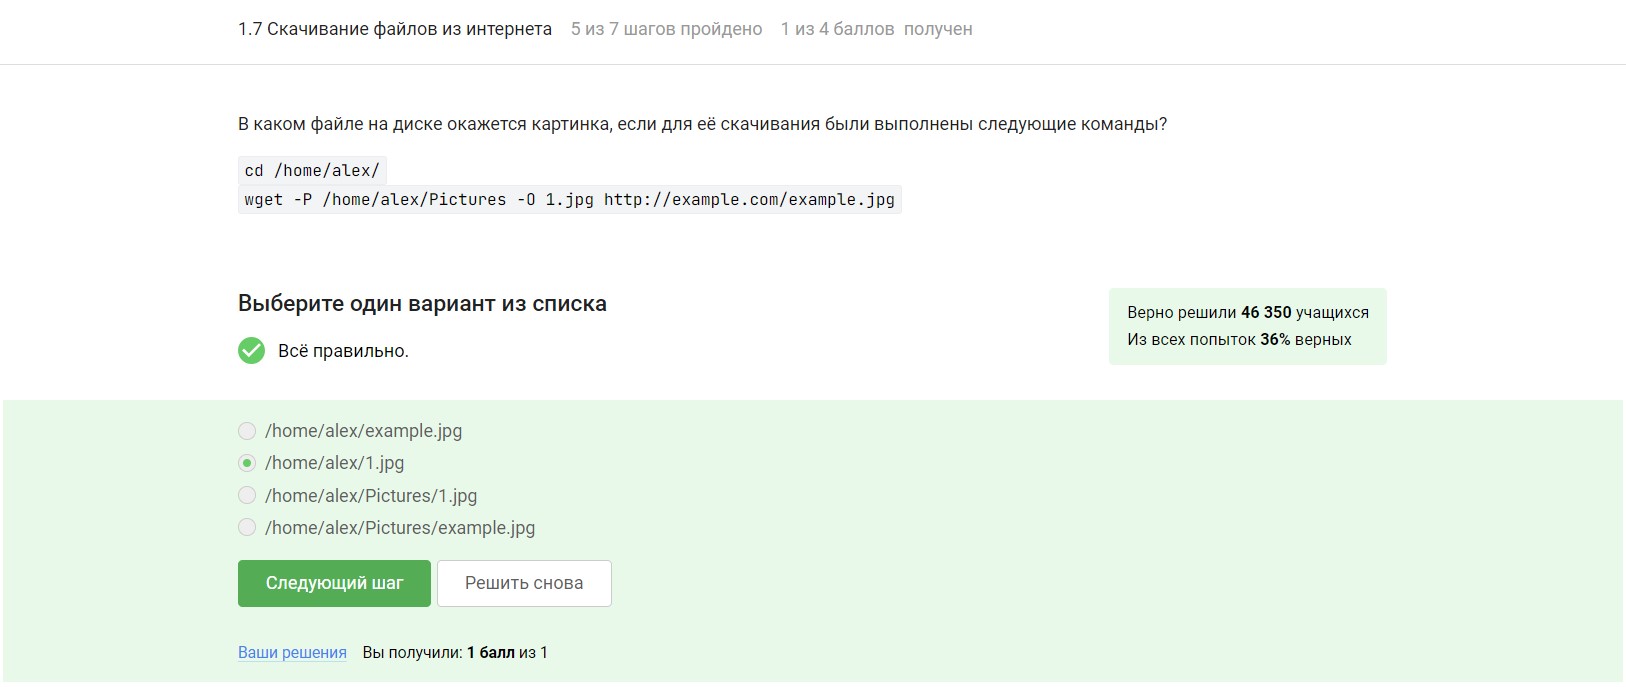 1.7 Скачивание файлов из интернета 5 из 7 шагов пройдено 1 из 4 баллов получен
В каком файле на диске окажется картинка, если для её скачивания были выполнены следующие команды?
cd /home/alex/
wget -P /home/alex/Pictures -O 1.jpg http://example.com/example.jpg
Выберите один вариант из списка
Всё правильно.
Верно решили 46 350 учащихся
Из всех попыток 36% верных
/home/alex/example.jpg
/home/alex/1.jpg
/home/alex/Pictures/1.jpg
/home/alex/Pictures/example.jpg
Следующий шаг Решить снова
Ваши решения Вы получили: 1 балл из 1